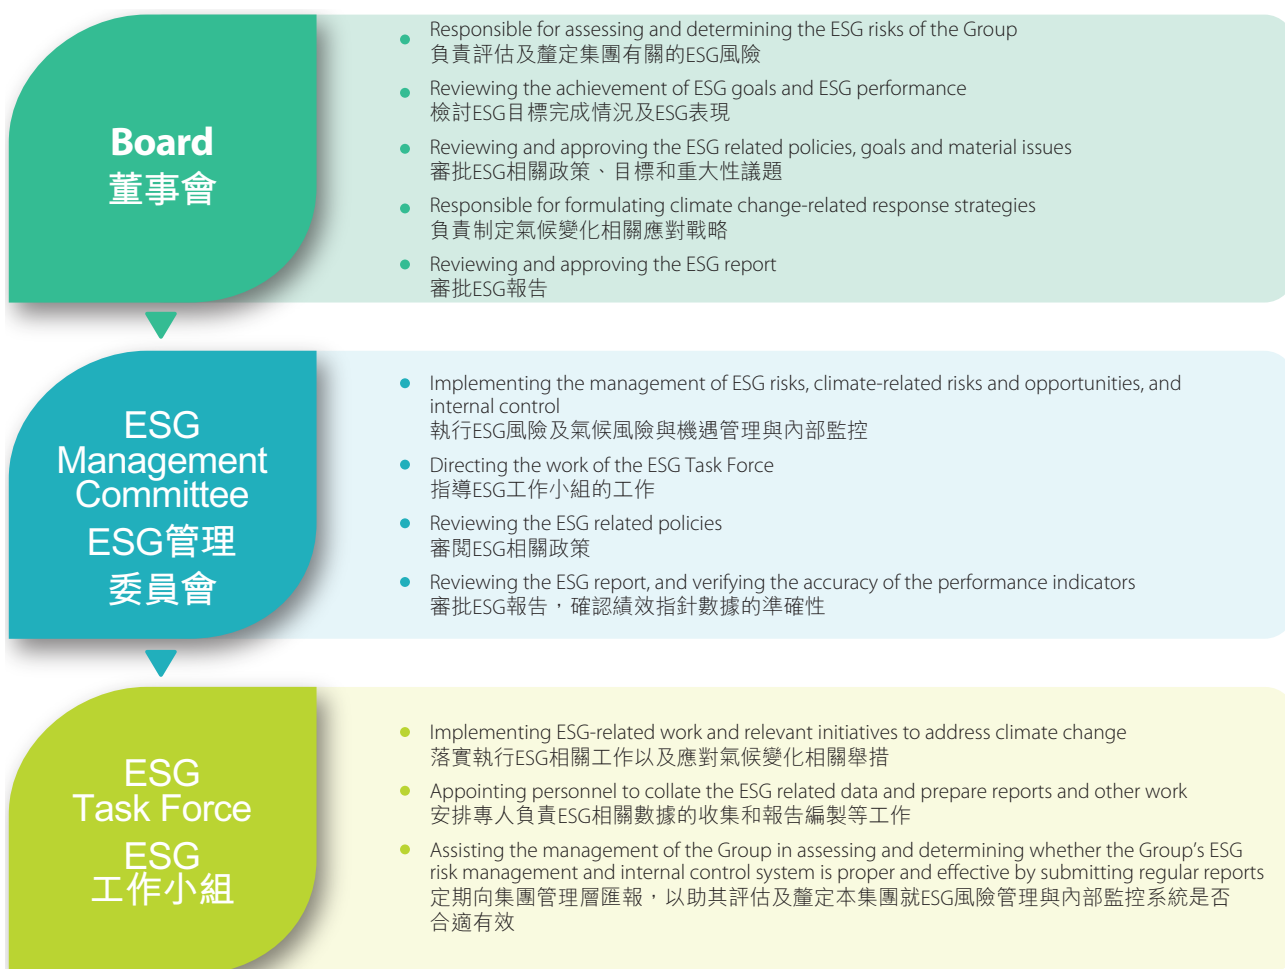 Board
董事會
Responsible for assessing and determining the ESG risks of the Group
負責評估及釐定集團有關的ESG風險
Reviewing the achievement of ESG goals and ESG performance
檢討ESG目標完成情況及ESG表現
Reviewing and approving the ESG related policies, goals and material issues
審批ESG相關政策、目標和重大性議題
Responsible for formulating climate change-related response strategies
負責制定氣候變化相關應對戰略
Reviewing and approving the ESG report
審批ESG報告
ESG
Management
Committee
ESG管理
委員會
Implementing the management of ESG risks, climate-related risks and opportunities, and
internal control
執行ESG風險及氣候風險與機遇管理與內部監控
Directing the work of the ESG Task Force
指導ESG工作小組的工作
Reviewing the ESG related policies
審閱ESG相關政策
Reviewing the ESG report, and verifying the accuracy of the performance indicators
審批ESG報告，確認績效指針數據的準確性
ESG
Task Force
ESG
工作小組
Implementing ESG-related work and relevant initiatives to address climate change
落實執行ESG相關工作以及應對氣候變化相關舉措
Appointing personnel to collate the ESG related data and prepare reports and other work
安排專人負責ESG相關數據的收集和報告編製等工作
Assisting the management of the Group in assessing and determining whether the Group’s ESG
risk management and internal control system is proper and effective by submitting regular reports
定期向集團管理層匯報，以助其評估及釐定本集團就ESG風險管理與內部監控系統是否
合適有效